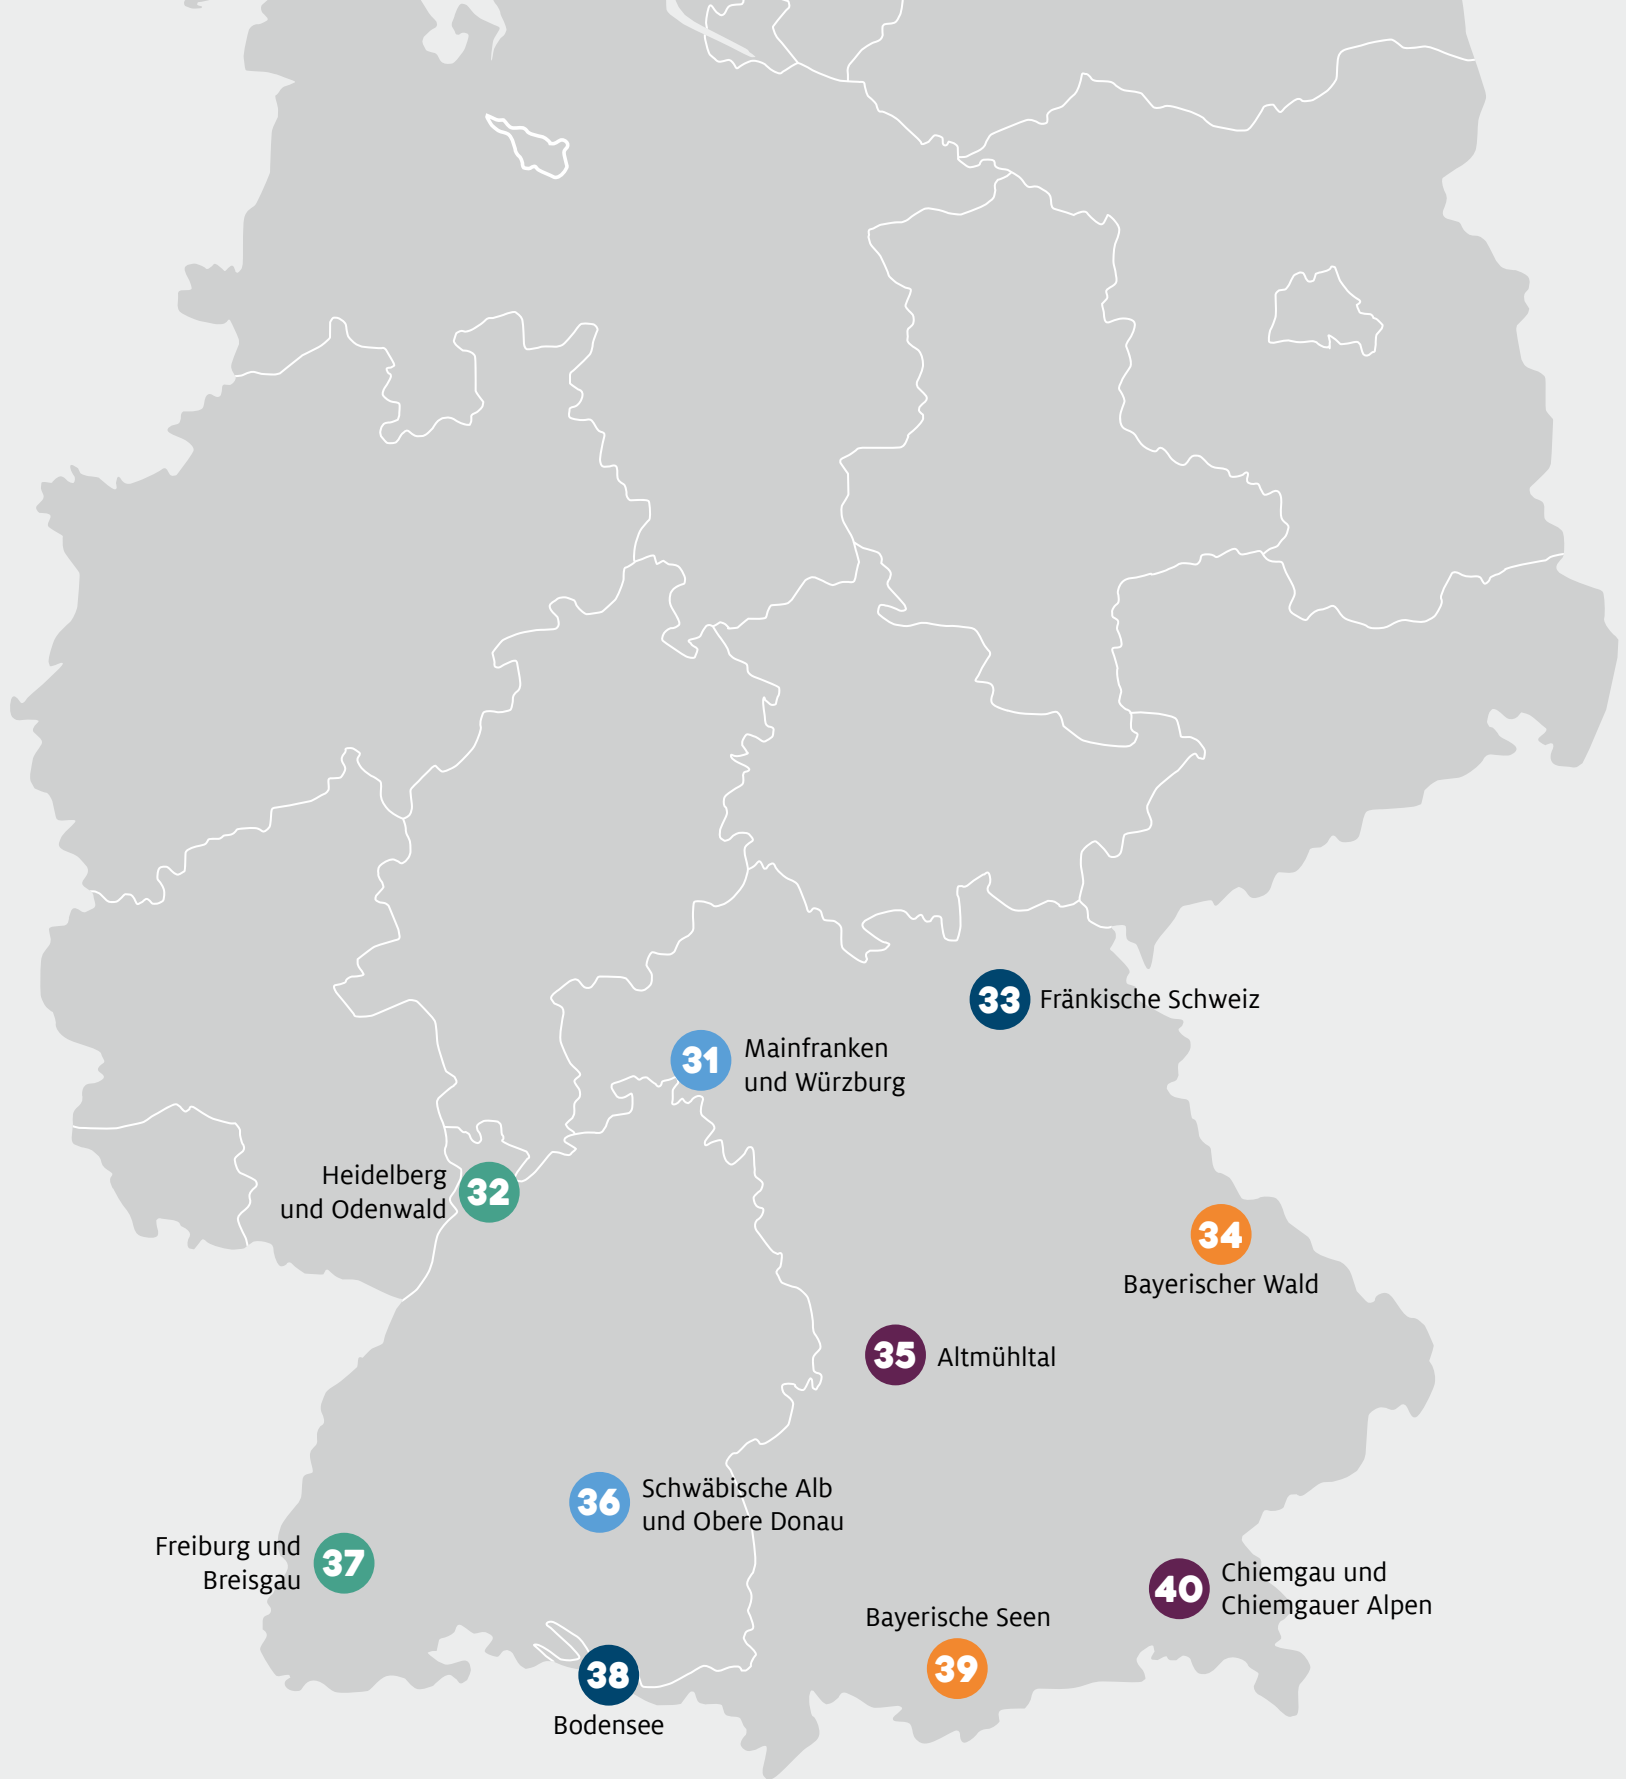 33
Fränkische Schweiz
31
Mainfranken
und Würzburg
Heidelberg
und Odenwald
32
34
Bayerischer Wald
35
Altmühltal
36
Schwäbische Alb
und Obere Donau
Freiburg und
Breisgau
37
40
Chiemgau und
Chiemgauer Alpen
Bayerische Seen
39
38
Bodensee